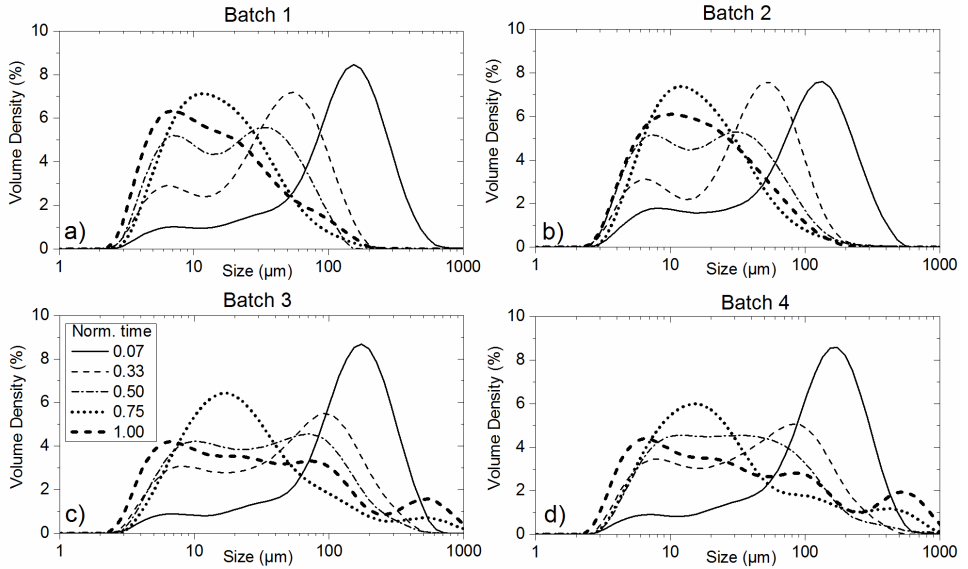 Batch 1
Volume Density (%)
10
8
6
4
2
0
a)
1 10 100 1000
Size (µm)
Batch 2
Volume Density (%)
10
8
6
4
2
0
b)
1 10 100 1000
Size (µm)
Batch 3
Volume Density (%)
10
8
6
4
2
0
Norm. time
0.07
0.33
0.50
0.75
1.00
c)
1 10 100 1000
Size (µm)
Batch 4
Volume Density (%)
10
8
6
4
2
0
d)
1 10 100 1000
Size (µm)